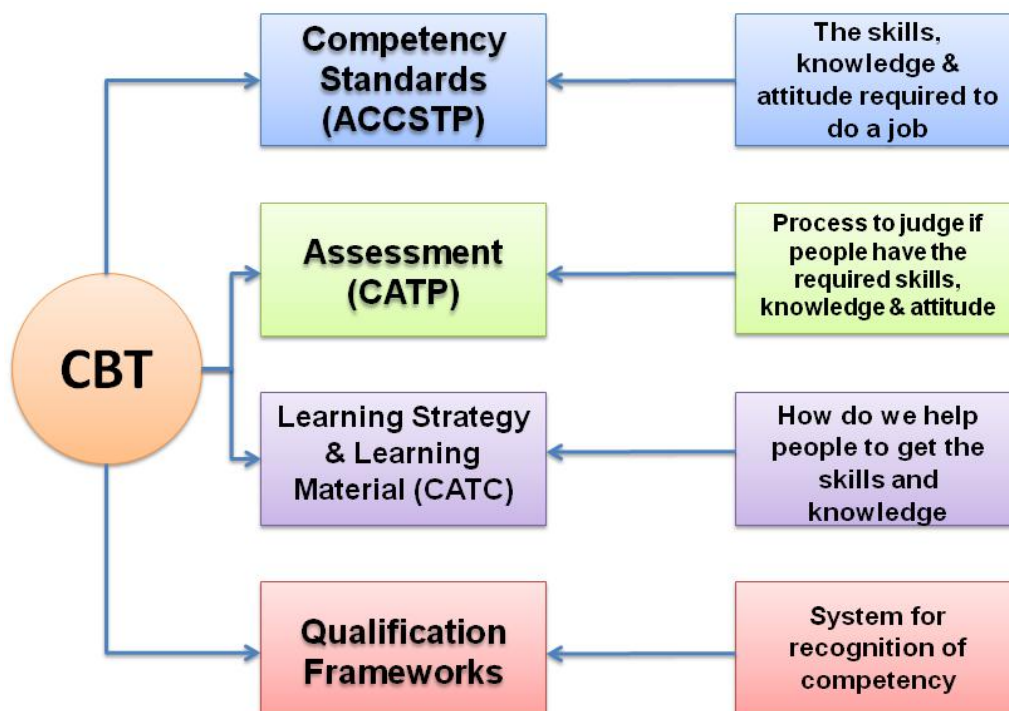 Competency
Standards
(ACCSTP)
The skills,
knowledge &
attitude required to
do a job
Assessment
(CATP)
Process to judge if
people have the
required skills,
knowledge & attitude
CBT
Learning Strategy
& Learning
Material (CATC)
How do we help
people to get the
skills and
knowledge
Qualification
Frameworks
System for
recognition of
competency